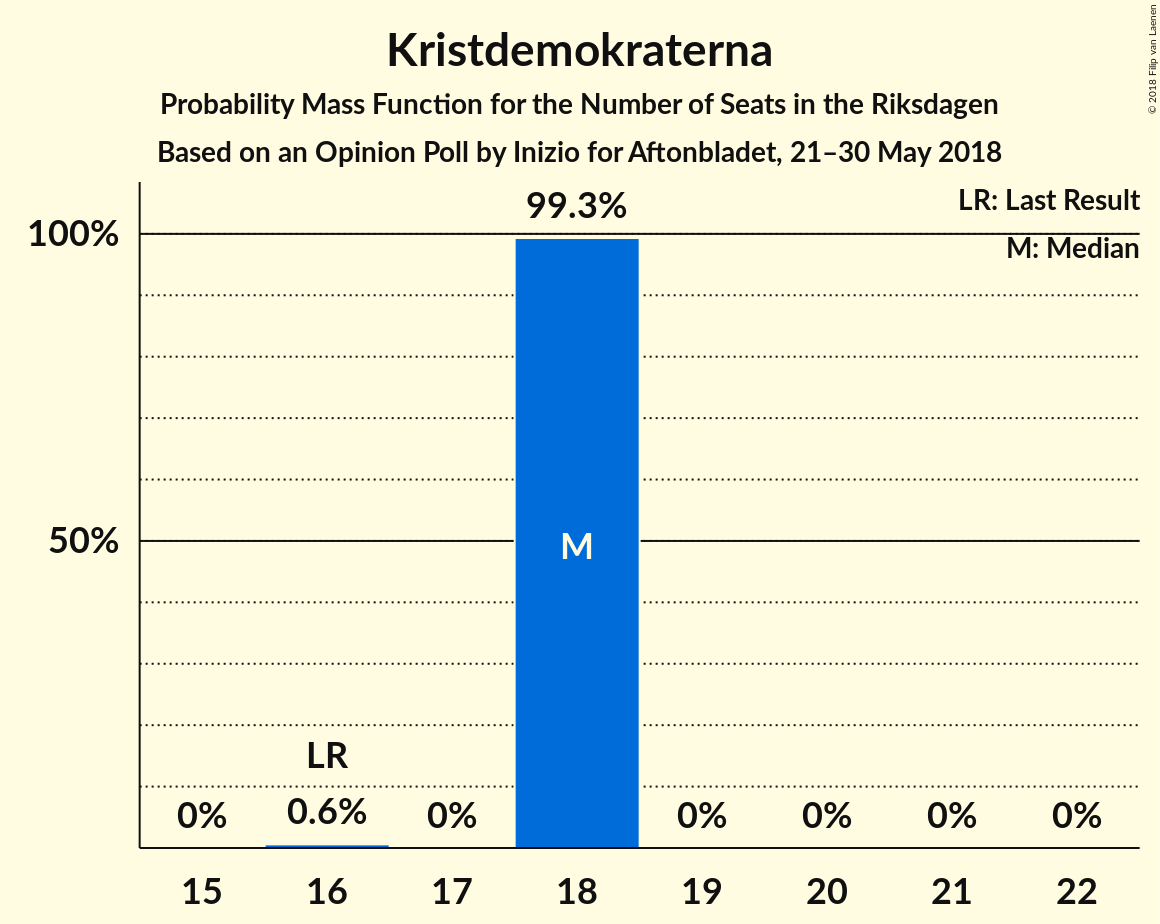 Kristdemokraterna
Probability Mass Function for the Number of Seats in the Riksdagen
Based on an Opinion Poll by Inizio for Aftonbladet, 21–30 May 2018
© 2018 Filip van Laenen
LR: Last Result
M: Median
100%
50%
99.3%
M
LR
0%
0.6%
0%
0%
0%
0%
0%
15 16 17 18 19 20 21 22